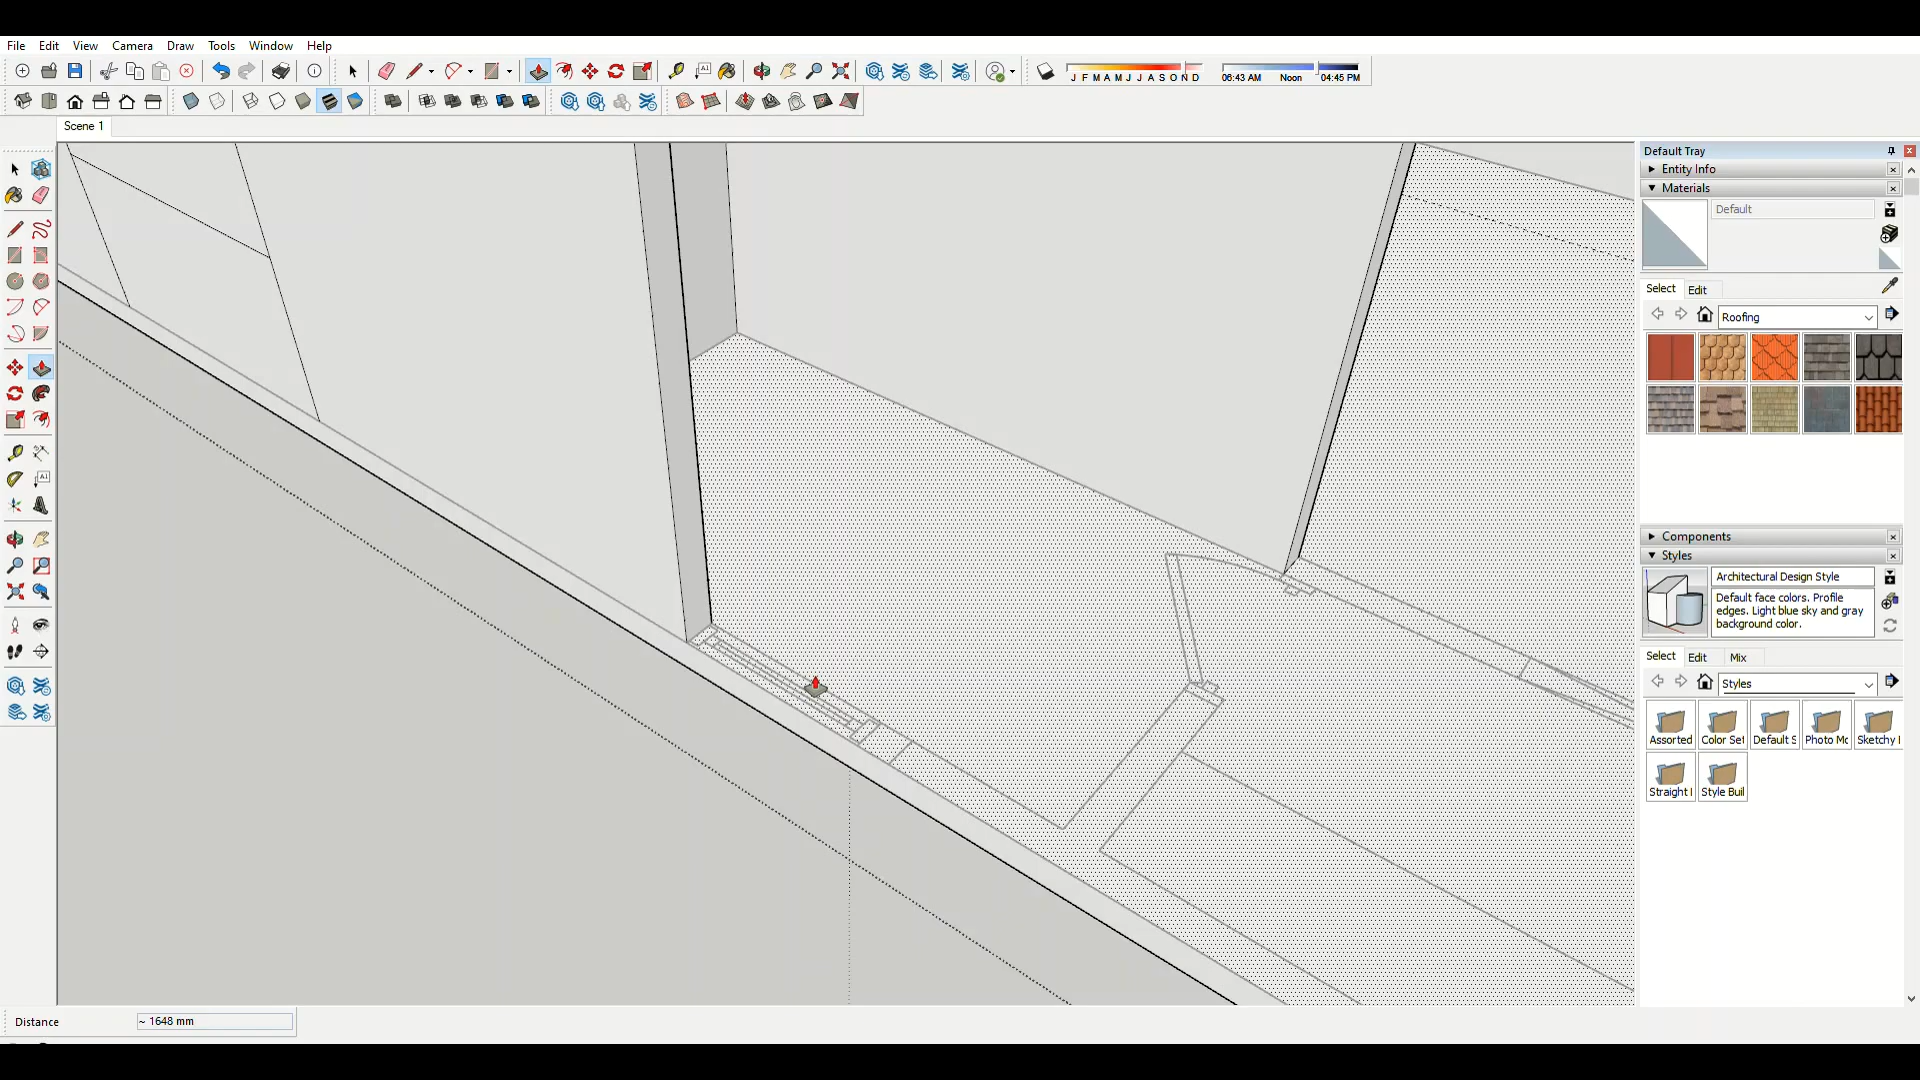 File Edit View Camera Draw Tools Window Help
J F M A M J J A S O N D
06:43 AM Noon 04:45 PM
Scene 1
Default Tray
Entity Info
Materials
Default
Select Edit
Roofing
Components
Styles
Architectural Design Style
Default face colors. Profile
edges. Light blue sky and gray
background color.
Select Edit Mix
Styles
Assorted Color Set Default S Photo Mo Sketchy
Straight Style Buil
Distance ~ 1648 mm